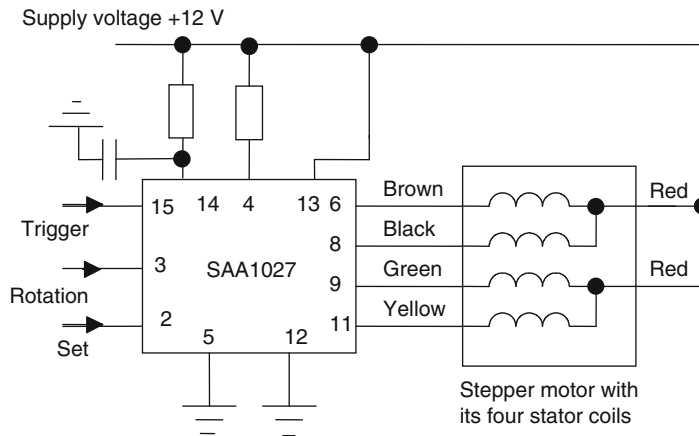 Supply voltage +12 V
Brown
Red
15 14 4 13 6
Trigger
Black
8
3 SAA1027
Green
Red
9
Rotation
Yellow
2 5 12 11
Set
Stepper motor with
its four stator coils